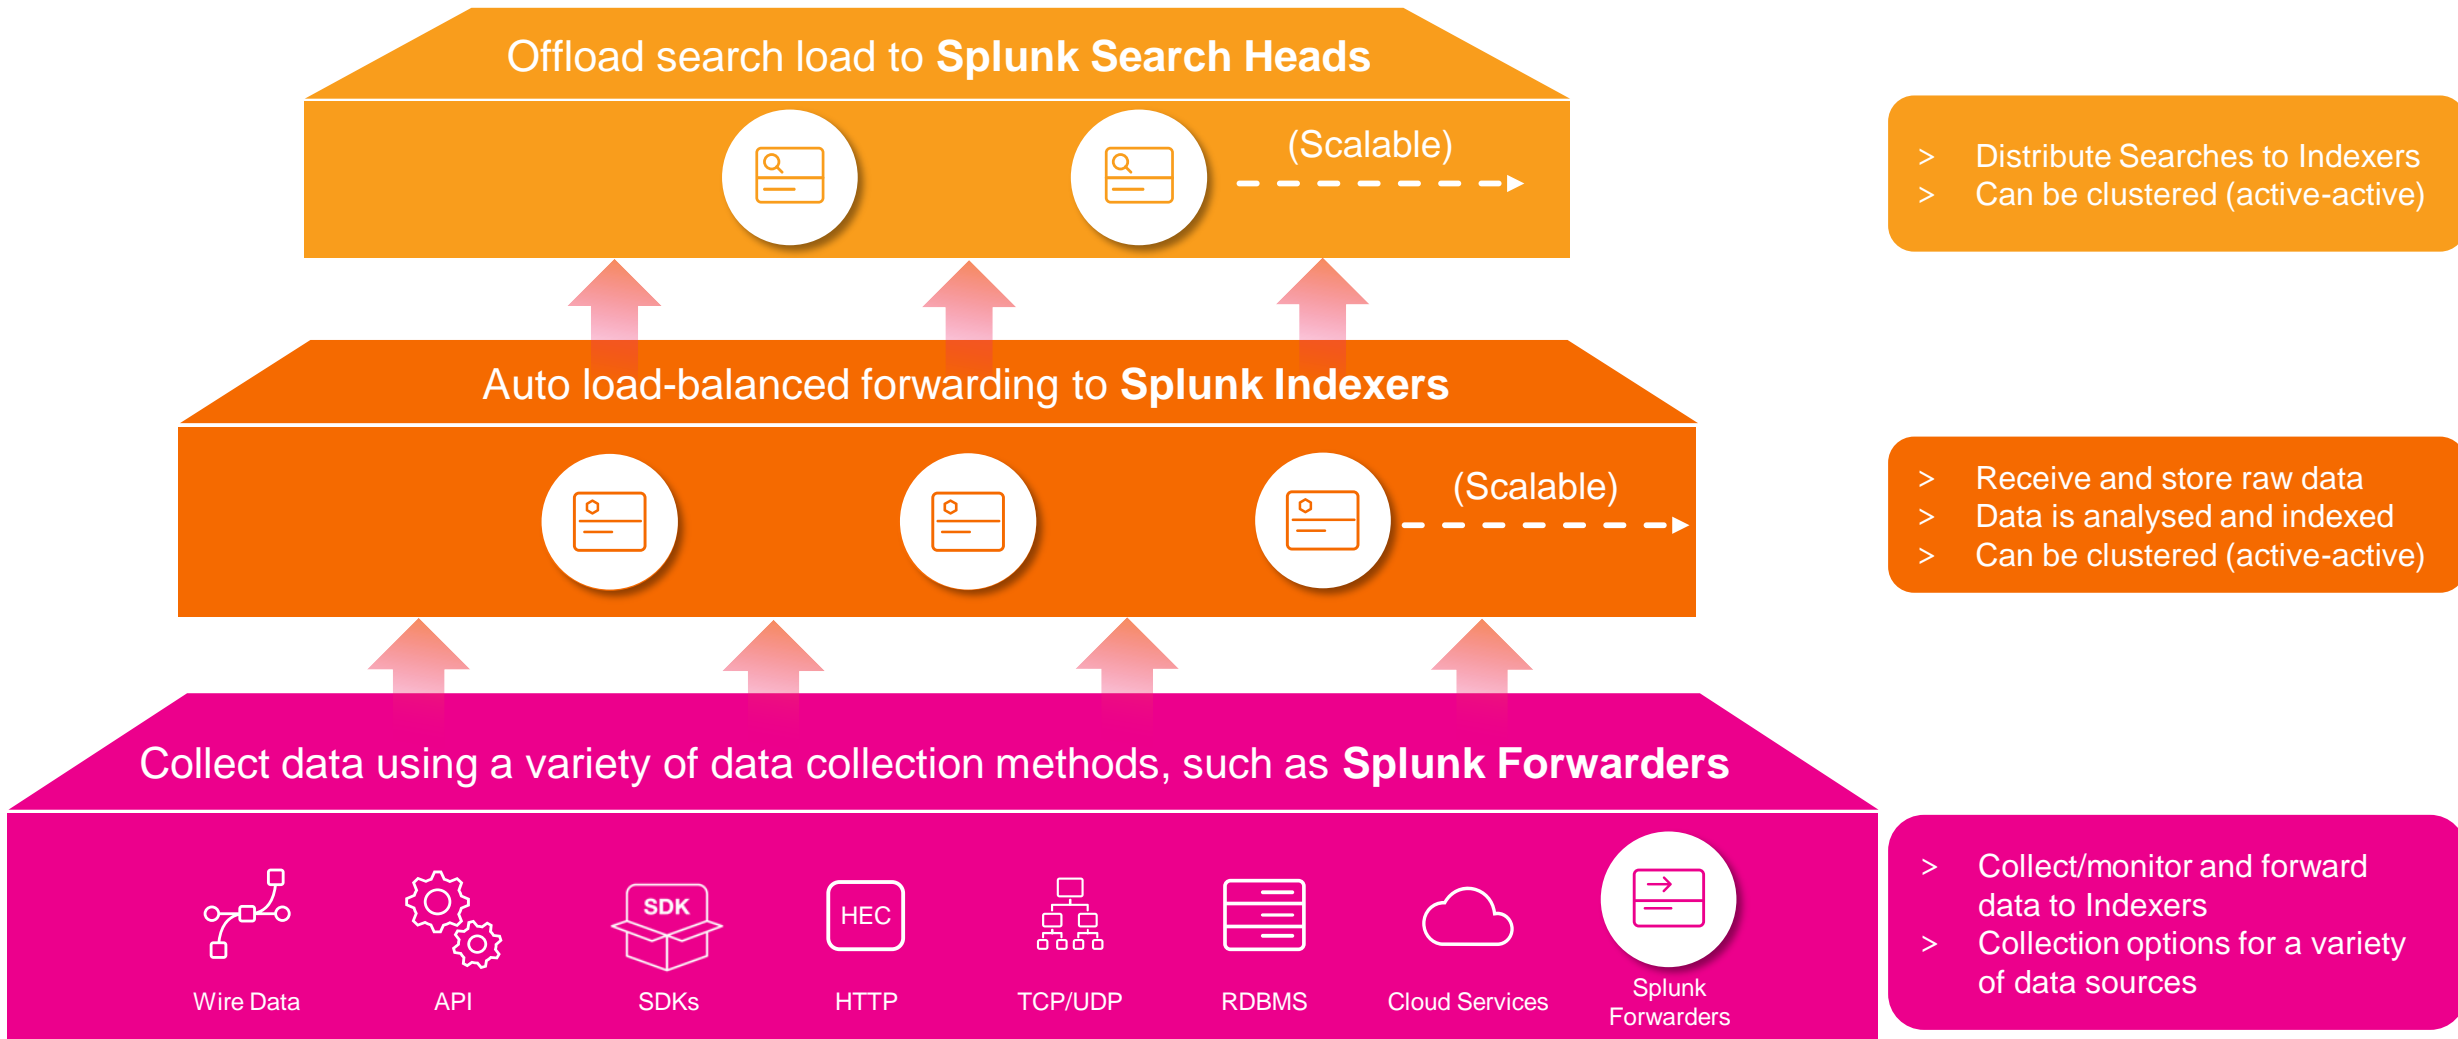 Offload search load to Splunk Search Heads
(Scalable)
> Distribute Searches to Indexers
> Can be clustered (active-active)
Auto load-balanced forwarding to Splunk Indexers
(Scalable)
> Receive and store raw data
> Data is analysed and indexed
> Can be clustered (active-active)
Collect data using a variety of data collection methods, such as Splunk Forwarders
SDK
HEC
Wire Data
API
SDKs
HTTP
TCP/UDP
RDBMS
Cloud Services
Splunk
Forwarders
> Collect/monitor and forward
data to Indexers
> Collection options for a variety
of data sources